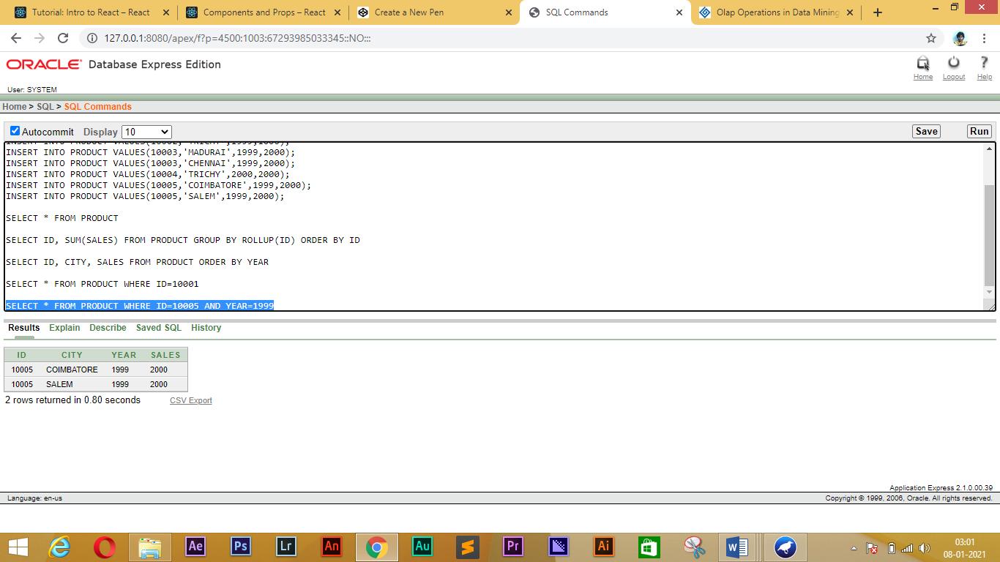 Tutorial: Intro to React – React
Components and Props – React
Create a New Pen
SQL Commands
Olap Operations in Data Mining
127.0.0.1:8080/apex/f?p=4500:1003:67293985033345::NO:::
ORACLE Database Express Edition
Home Logout Help
User: SYSTEM
Home > SQL > SQL Commands
Autocommit Display 10 Save Run
INSERT INTO PRODUCT VALUES(10003,'MADURAI',1999,2000);
INSERT INTO PRODUCT VALUES(10003,'CHENNAI',1999,2000);
INSERT INTO PRODUCT VALUES(10004,'TRICHY',2000,2000);
INSERT INTO PRODUCT VALUES(10005,'COIMBATORE',1999,2000);
INSERT INTO PRODUCT VALUES(10005,'SALEM',1999,2000);
SELECT * FROM PRODUCT
SELECT ID, SUM(SALES) FROM PRODUCT GROUP BY ROLLUP(ID) ORDER BY ID
SELECT ID, CITY, SALES FROM PRODUCT ORDER BY YEAR
SELECT * FROM PRODUCT WHERE ID=10001
SELECT * FROM PRODUCT WHERE ID=10005 AND YEAR=1999
Results Explain Describe Saved SQL History
ID CITY YEAR SALES
10005 COIMBATORE 1999 2000
10005 SALEM 1999 2000
2 rows returned in 0.80 seconds CSV Export
Application Express 2.1.0.00.39
Language: en-us Copyright © 1999, 2006, Oracle. All rights reserved.
Ae Ps Lr An Au Pr Ai W
03:01
08-01-2021